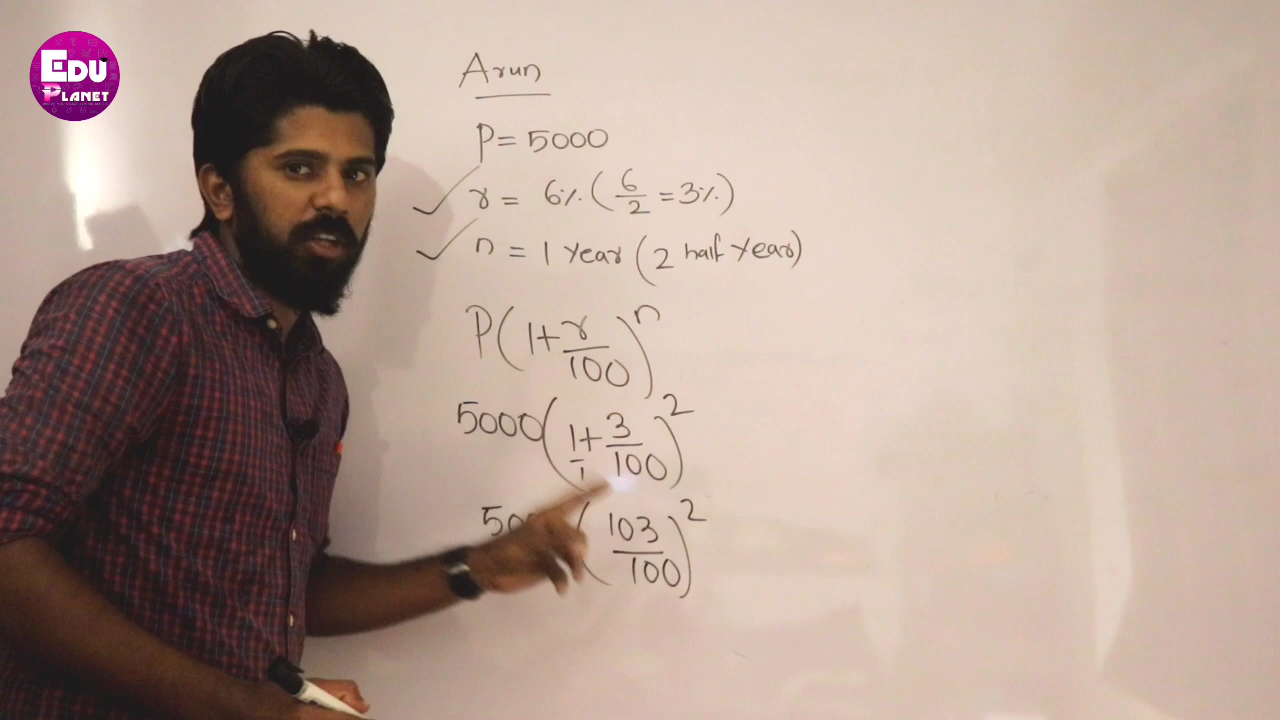 EDU
PLANET
Arun
P = 5000
r = 6% ( 6/2 = 3% )
n = 1 Year ( 2 half Year )
P ( 1 + r/100 )^n
5000 ( 1/1 + 3/100 )^2
( 103/100 )^2